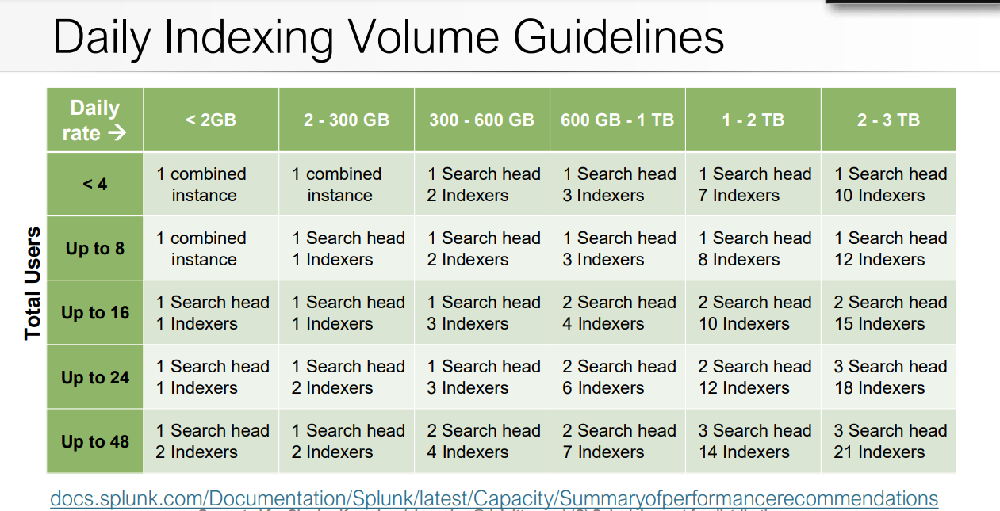 Daily Indexing Volume Guidelines
Daily
rate →
< 2GB
2 - 300 GB
300 - 600 GB
600 GB - 1 TB
1 - 2 TB
2 - 3 TB
Total Users
< 4
1 combined
instance
1 combined
instance
1 Search head
2 Indexers
1 Search head
3 Indexers
1 Search head
7 Indexers
1 Search head
10 Indexers
Up to 8
1 combined
instance
1 Search head
1 Indexers
1 Search head
2 Indexers
1 Search head
3 Indexers
1 Search head
8 Indexers
1 Search head
12 Indexers
Up to 16
1 Search head
1 Indexers
1 Search head
1 Indexers
1 Search head
3 Indexers
2 Search head
4 Indexers
2 Search head
10 Indexers
2 Search head
15 Indexers
Up to 24
1 Search head
1 Indexers
1 Search head
2 Indexers
1 Search head
3 Indexers
2 Search head
6 Indexers
2 Search head
12 Indexers
3 Search head
18 Indexers
Up to 48
1 Search head
2 Indexers
1 Search head
2 Indexers
2 Search head
4 Indexers
2 Search head
7 Indexers
3 Search head
14 Indexers
3 Search head
21 Indexers
docs.splunk.com/Documentation/Splunk/latest/Capacity/Summaryofperformancerecommendations